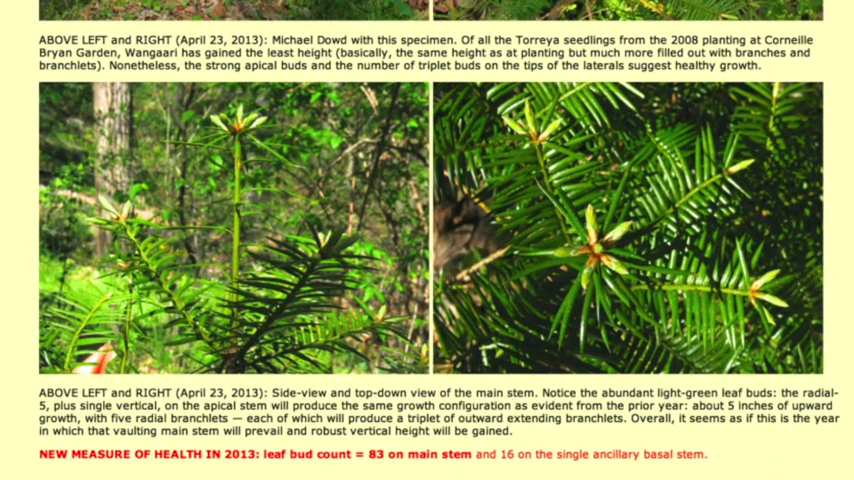 ABOVE LEFT and RIGHT (April 23, 2013): Michael Dowd with this specimen. Of all the Torreya seedlings from the 2008 planting at Corneille
Bryan Garden, Wangaari has gained the least height (basically, the same height as at planting but much more filled out with branches and
branchlets). Nonetheless, the strong apical buds and the number of triplet buds on the tips of the laterals suggest healthy growth.
ABOVE LEFT and RIGHT (April 23, 2013): Side-view and top-down view of the main stem. Notice the abundant light-green leaf buds: the radial-
5, plus single vertical, on the apical stem will produce the same growth configuration as evident from the prior year: about 5 inches of upward
growth, with five radial branchlets — each of which will produce a triplet of outward extending branchlets. Overall, it seems as if this is the year
in which that vaulting main stem will prevail and robust vertical height will be gained.
NEW MEASURE OF HEALTH IN 2013: leaf bud count = 83 on main stem and 16 on the single ancillary basal stem.